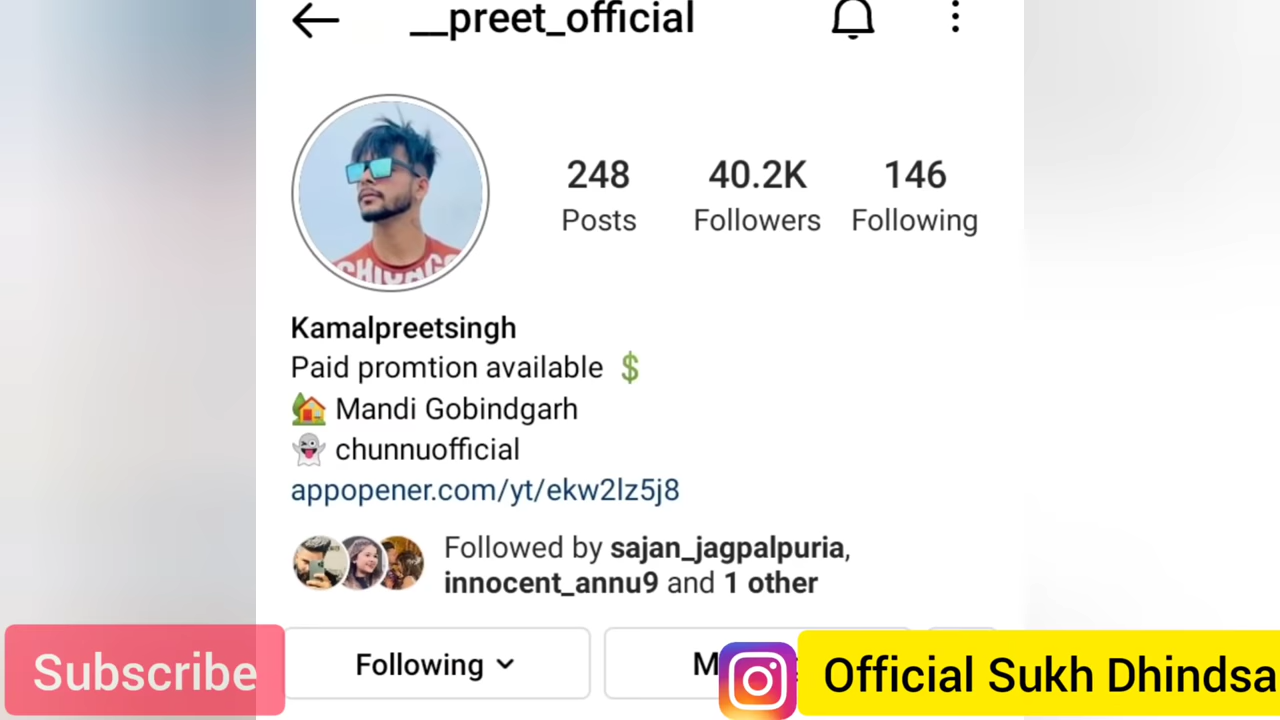 __preet_official
248 40.2K 146
Posts Followers Following
CHICAGO
Kamalpreetsingh
Paid promtion available 💲
🏡 Mandi Gobindgarh
👻 chunnuofficial
appopener.com/yt/ekw2lz5j8
Followed by sajan_jagpalpuria,
innocent_annu9 and 1 other
Subscribe Following Official Sukh Dhindsa